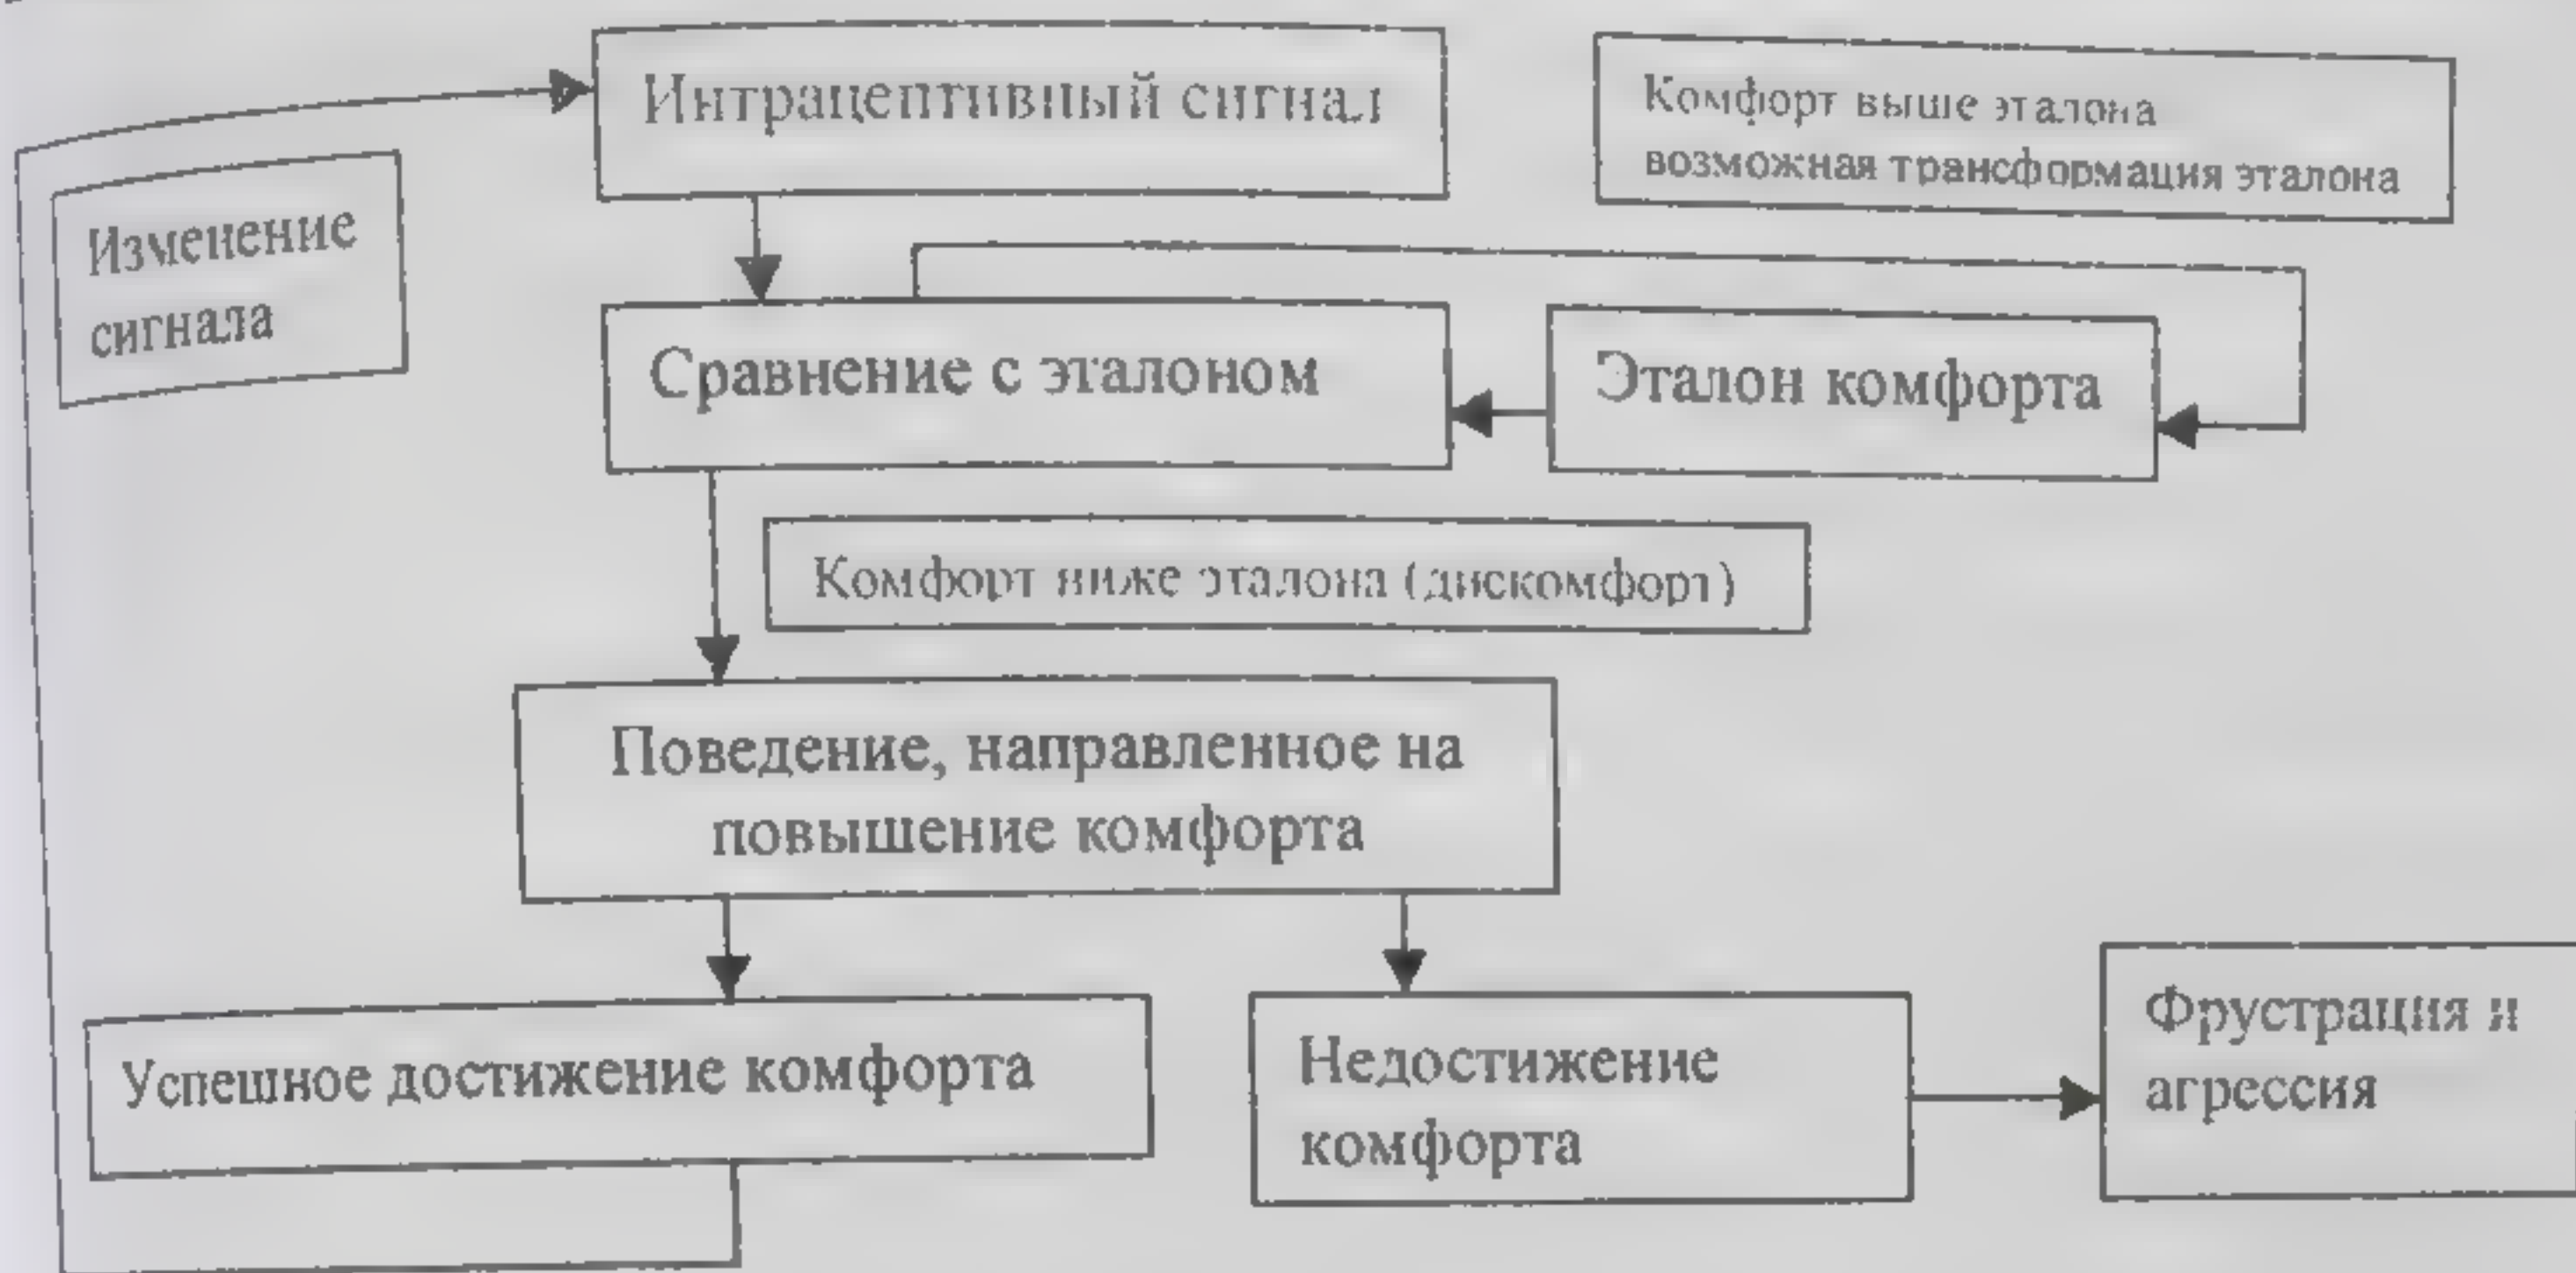 Интрацептивный сигнал
Комфорт выше эталона
возможная трансформация эталона
Изменение
сигнала
Сравнение с эталоном
Эталон комфорта
Комфорт ниже эталона (дискомфорт)
Поведение, направленное на
повышение комфорта
Успешное достижение комфорта
Недостижение
комфорта
Фрустрация и
агрессия